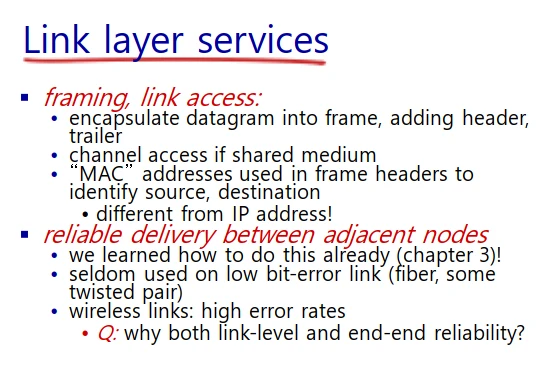 Link layer services
framing, link access:
encapsulate datagram into frame, adding header,
trailer
channel access if shared medium
“MAC” addresses used in frame headers to
identify source, destination
different from IP address!
reliable delivery between adjacent nodes
we learned how to do this already (chapter 3)!
seldom used on low bit-error link (fiber, some
twisted pair)
wireless links: high error rates
Q: why both link-level and end-end reliability?